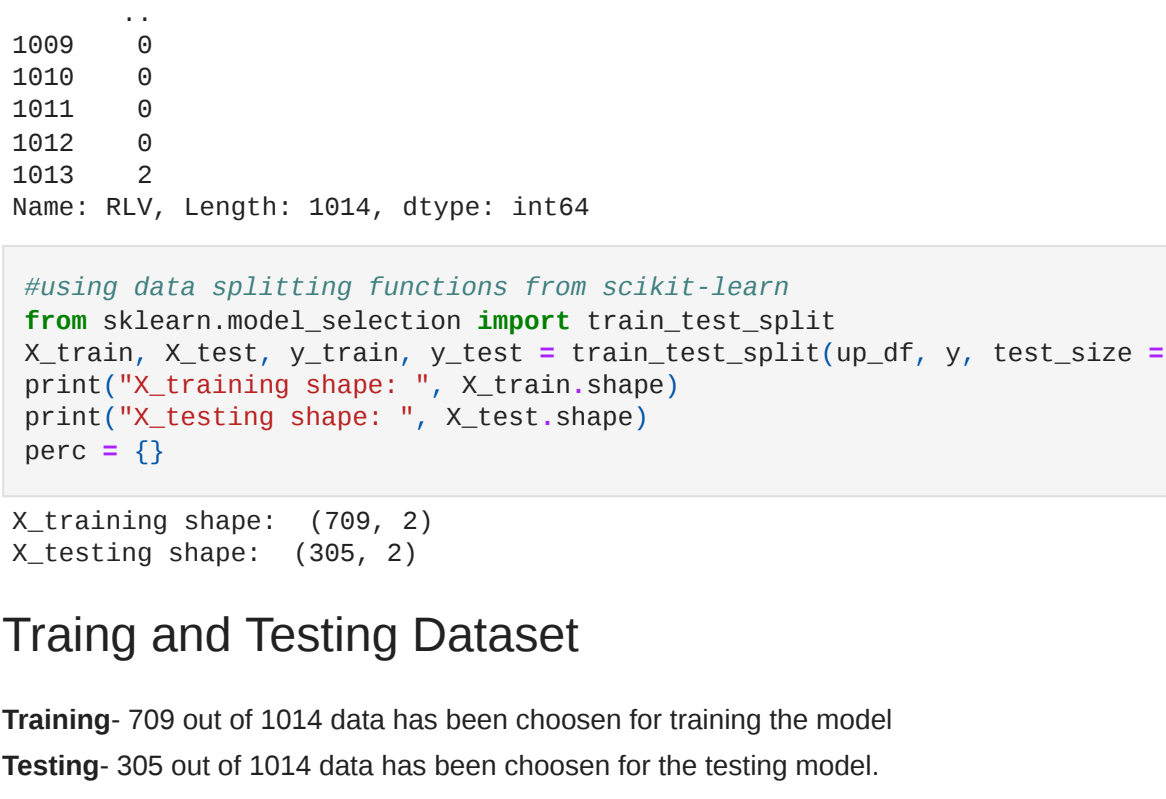 ..
1009    0
1010    0
1011    0
1012    0
1013    2
Name: RLV, Length: 1014, dtype: int64
#using data splitting functions from scikit-learn
from sklearn.model_selection import train_test_split
X_train, X_test, y_train, y_test = train_test_split(up_df, y, test_size =
print("X_training shape: ", X_train.shape)
print("X_testing shape: ", X_test.shape)
perc = {}
X_training shape:  (709, 2)
X_testing shape:  (305, 2)
Traing and Testing Dataset
Training- 709 out of 1014 data has been choosen for training the model
Testing- 305 out of 1014 data has been choosen for the testing model.